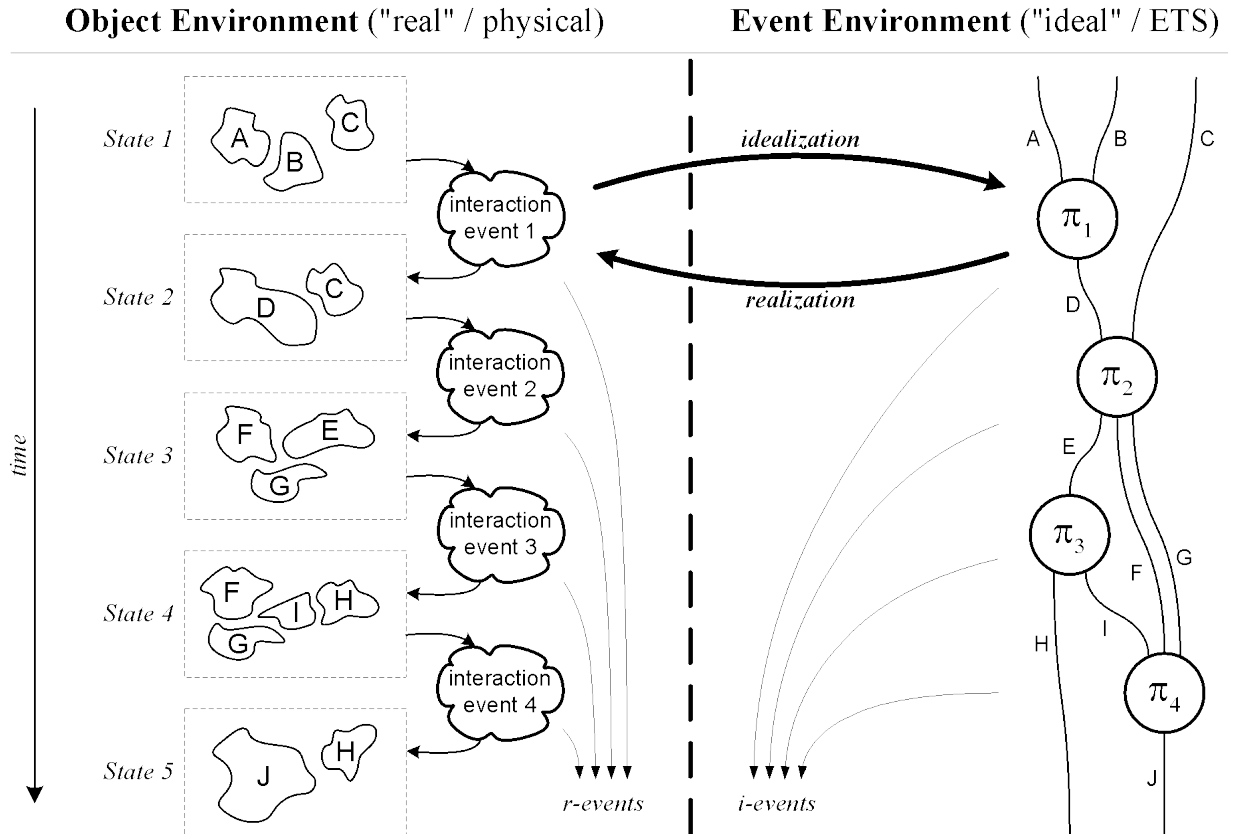 Object Environment ("real" / physical)
Event Environment ("ideal" / ETS)
time
State 1
A
B
C
interaction
event 1
State 2
D
C
interaction
event 2
State 3
F
E
G
interaction
event 3
State 4
F
I
H
G
interaction
event 4
State 5
J
H
r-events
idealization
realization
i-events
A
B
C
π1
D
π2
E
π3
F
G
H
I
π4
J